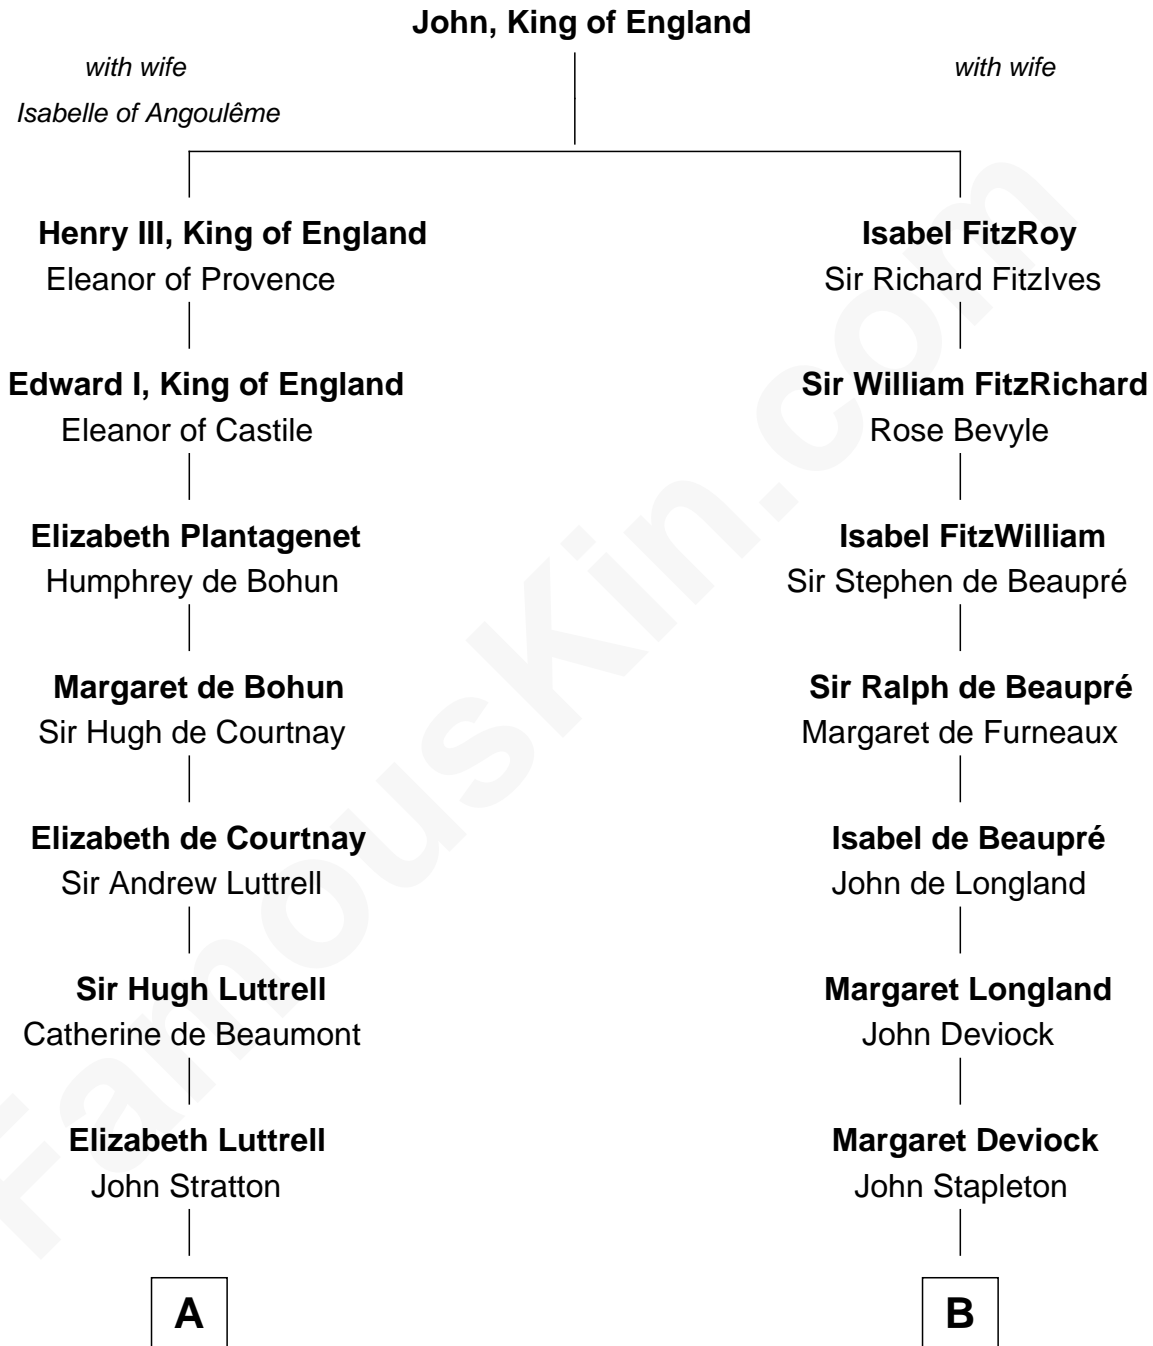 John, King of England
with wife
Isabelle of Angoulême
with wife
Henry III, King of England
Eleanor of Provence
Isabel FitzRoy
Sir Richard FitzIves
Edward I, King of England
Eleanor of Castile
Sir William FitzRichard
Rose Bevyle
Elizabeth Plantagenet
Humphrey de Bohun
Isabel FitzWilliam
Sir Stephen de Beaupré
Margaret de Bohun
Sir Hugh de Courtnay
Sir Ralph de Beaupré
Margaret de Furneaux
Elizabeth de Courtnay
Sir Andrew Luttrell
Isabel de Beaupré
John de Longland
Sir Hugh Luttrell
Catherine de Beaumont
Margaret Longland
John Deviock
Elizabeth Luttrell
John Stratton
Margaret Deviock
John Stapleton
A
B
FamousKin.com